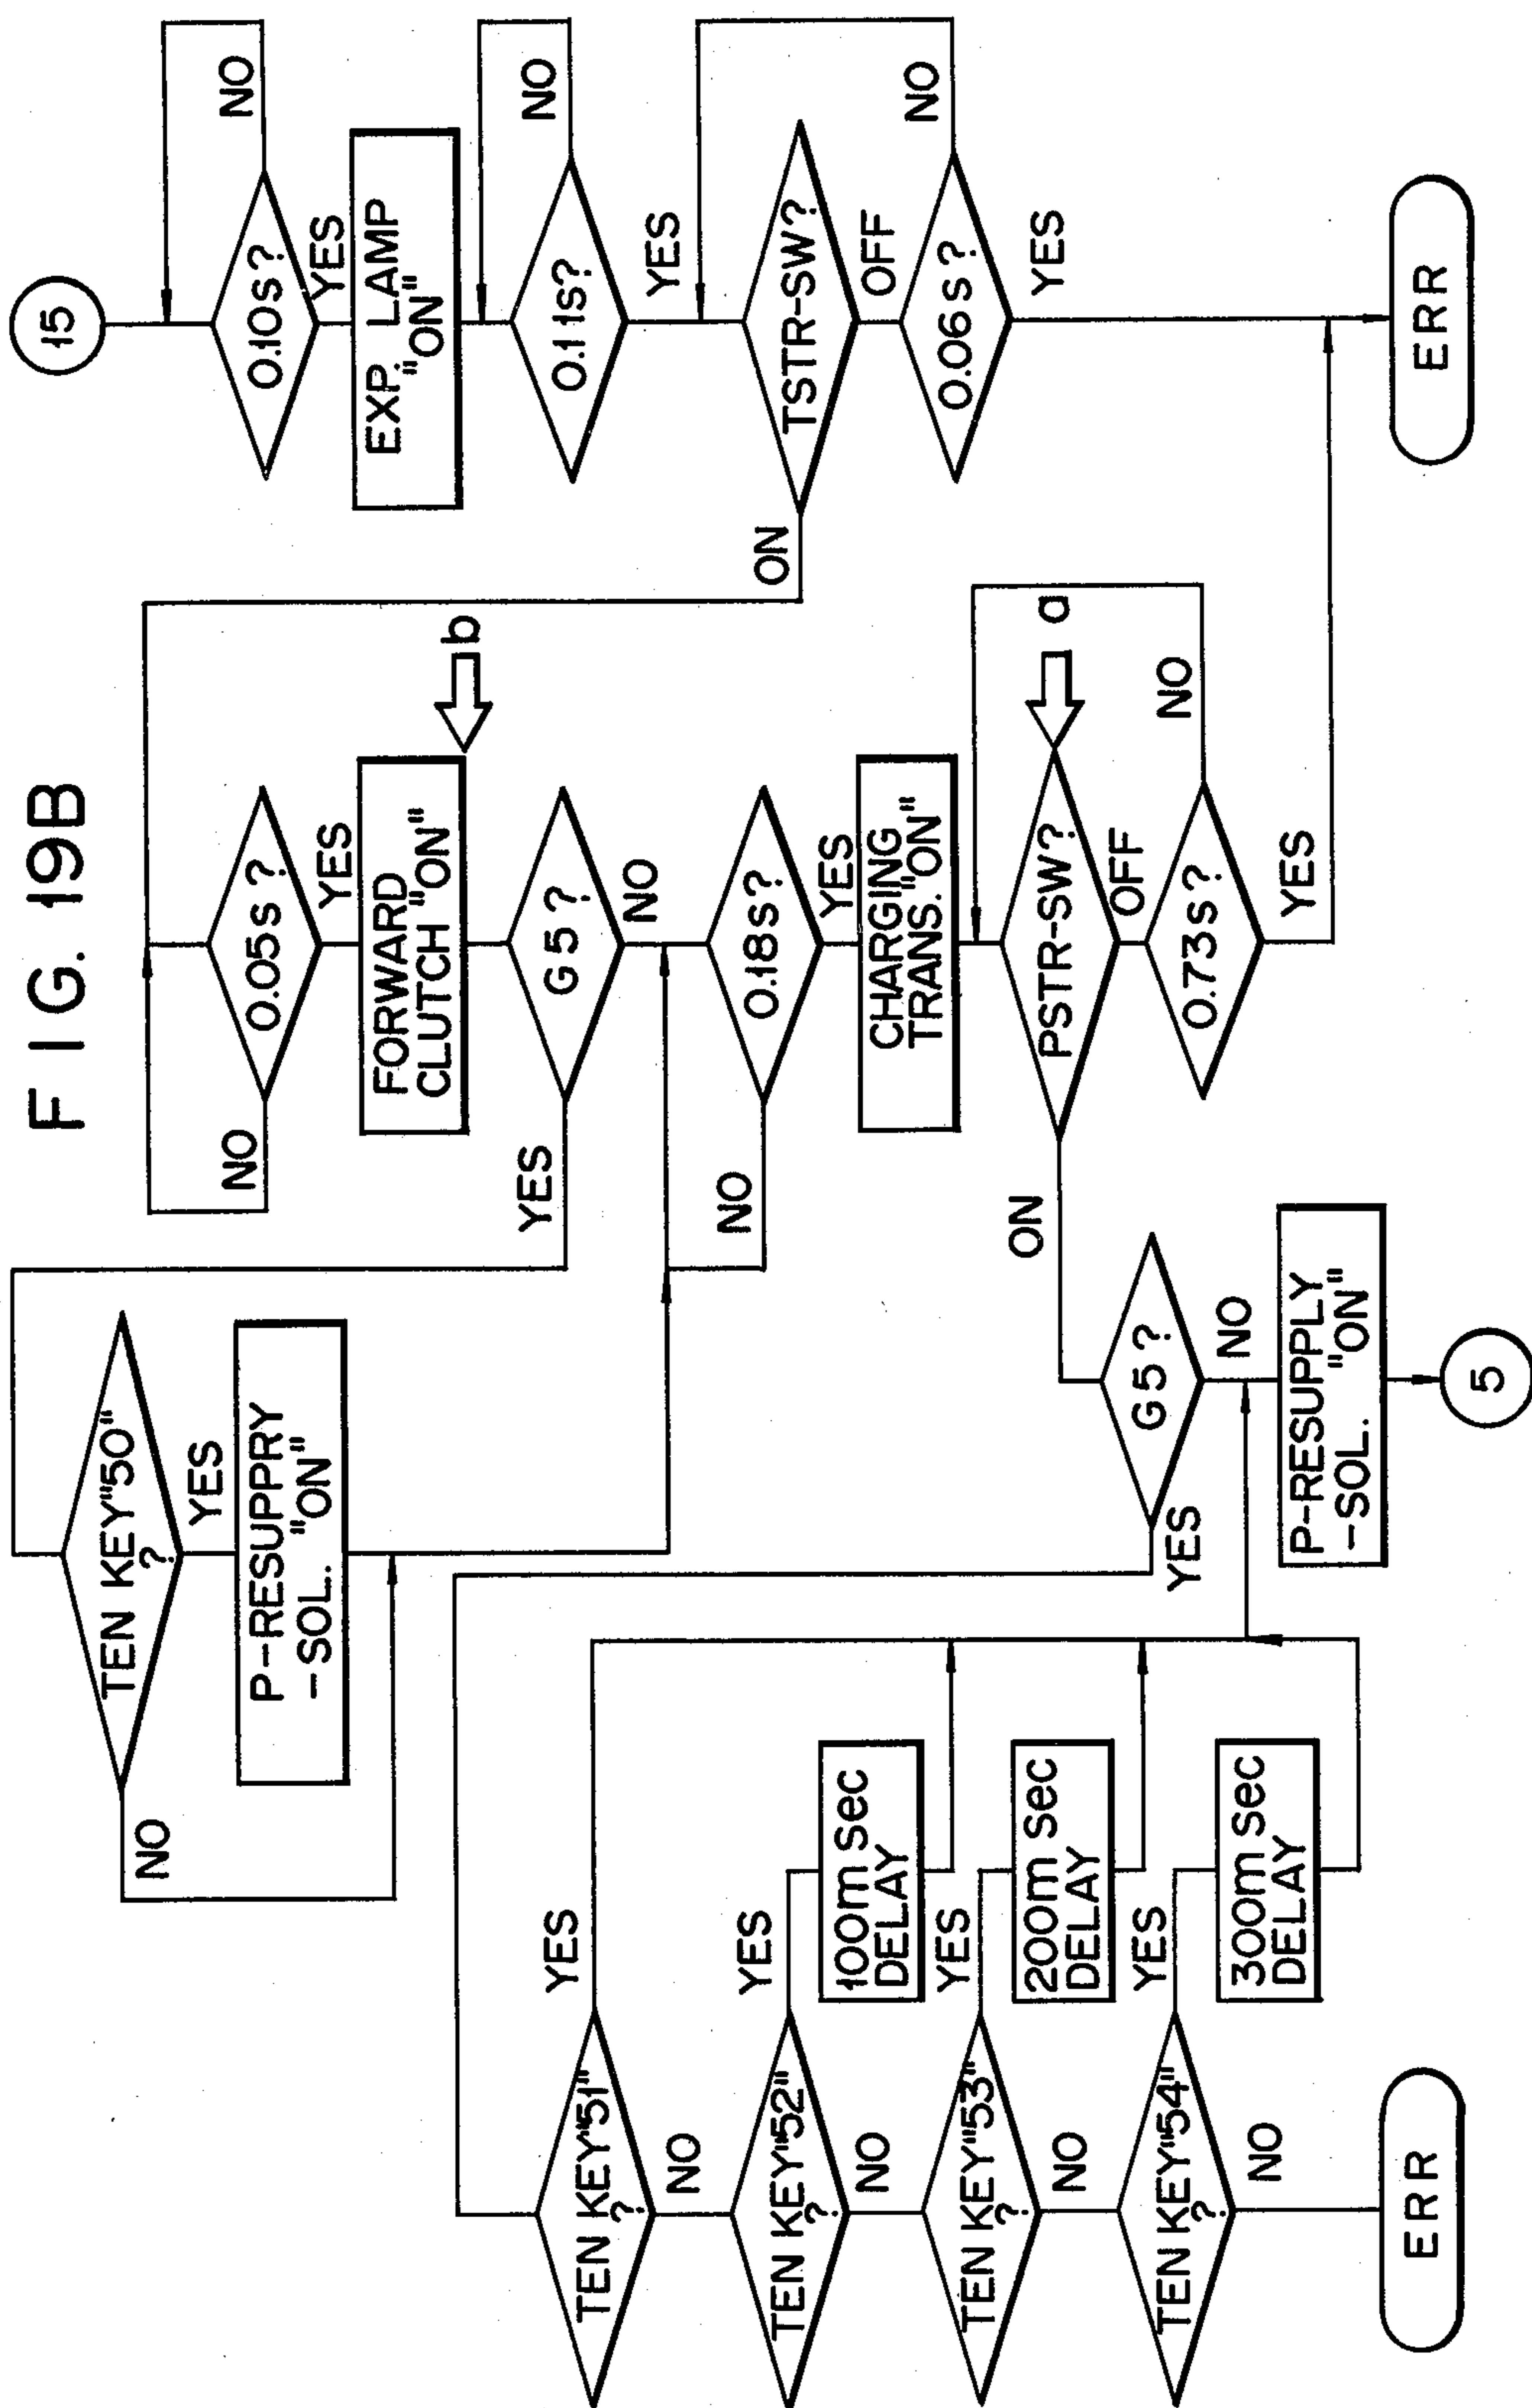 F I G. 19B
15
0.10s?
NO
YES
EXP. LAMP
"ON"
0.11s?
NO
YES
TSTR-SW?
ON
OFF
0.06s?
NO
YES
ERR
0.05s?
NO
YES
FORWARD
CLUTCH "ON"
b
G5?
YES
NO
0.18s?
NO
YES
CHARGING
TRANS. "ON"
PSTR-SW?
a
ON
OFF
0.73s?
NO
YES
TEN KEY"50"
?
NO
YES
P-RESUPPRY
-SOL. "ON"
G5?
YES
NO
P-RESUPPLY
-SOL. "ON"
5
TEN KEY"51"
?
YES
NO
TEN KEY"52"
?
YES
NO
100m sec
DELAY
TEN KEY"53"
?
YES
NO
200m sec
DELAY
TEN KEY"54"
?
YES
NO
300m sec
DELAY
ERR